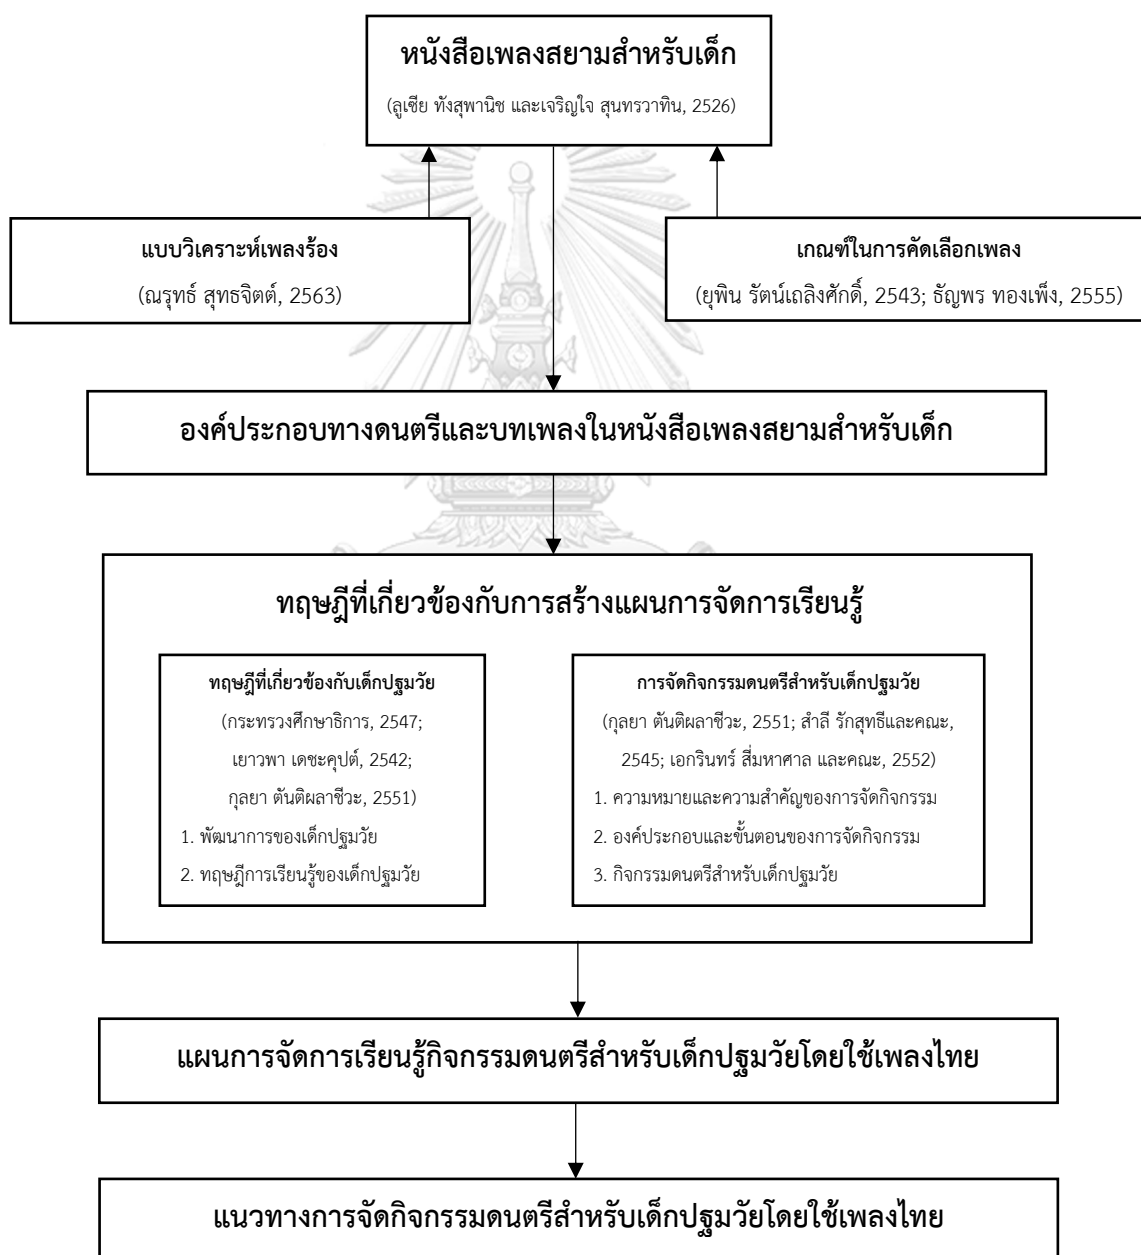 หนังสือเพลงสยามสำหรับเด็ก
(ลูเซีย ทังสุพานิช และเจริญใจ สุนทรวาทิน, 2526)
แบบวิเคราะห์เพลงร้อง
(ณรุทธ์ สุทธจิตต์, 2563)
เกณฑ์ในการคัดเลือกเพลง
(ยุพิน รัตน์เถลิงศักดิ์, 2543; ธัญพร ทองเพ็ง, 2555)
องค์ประกอบทางดนตรีและบทเพลงในหนังสือเพลงสยามสำหรับเด็ก
ทฤษฎีที่เกี่ยวข้องกับการสร้างแผนการจัดการเรียนรู้
ทฤษฎีที่เกี่ยวข้องกับเด็กปฐมวัย
(กระทรวงศึกษาธิการ, 2547;
เยาวพา เดชะคุปต์, 2542;
กุลยา ตันติผลาชีวะ, 2551)
1. พัฒนาการของเด็กปฐมวัย
2. ทฤษฎีการเรียนรู้ของเด็กปฐมวัย
การจัดกิจกรรมดนตรีสำหรับเด็กปฐมวัย
(กุลยา ตันติผลาชีวะ, 2551; สำลี รักสุทธีและคณะ,
2545; เอกรินทร์ สี่มหาศาล และคณะ, 2552)
1. ความหมายและความสำคัญของการจัดกิจกรรม
2. องค์ประกอบและขั้นตอนของการจัดกิจกรรม
3. กิจกรรมดนตรีสำหรับเด็กปฐมวัย
แผนการจัดการเรียนรู้กิจกรรมดนตรีสำหรับเด็กปฐมวัยโดยใช้เพลงไทย
แนวทางการจัดกิจกรรมดนตรีสำหรับเด็กปฐมวัยโดยใช้เพลงไทย